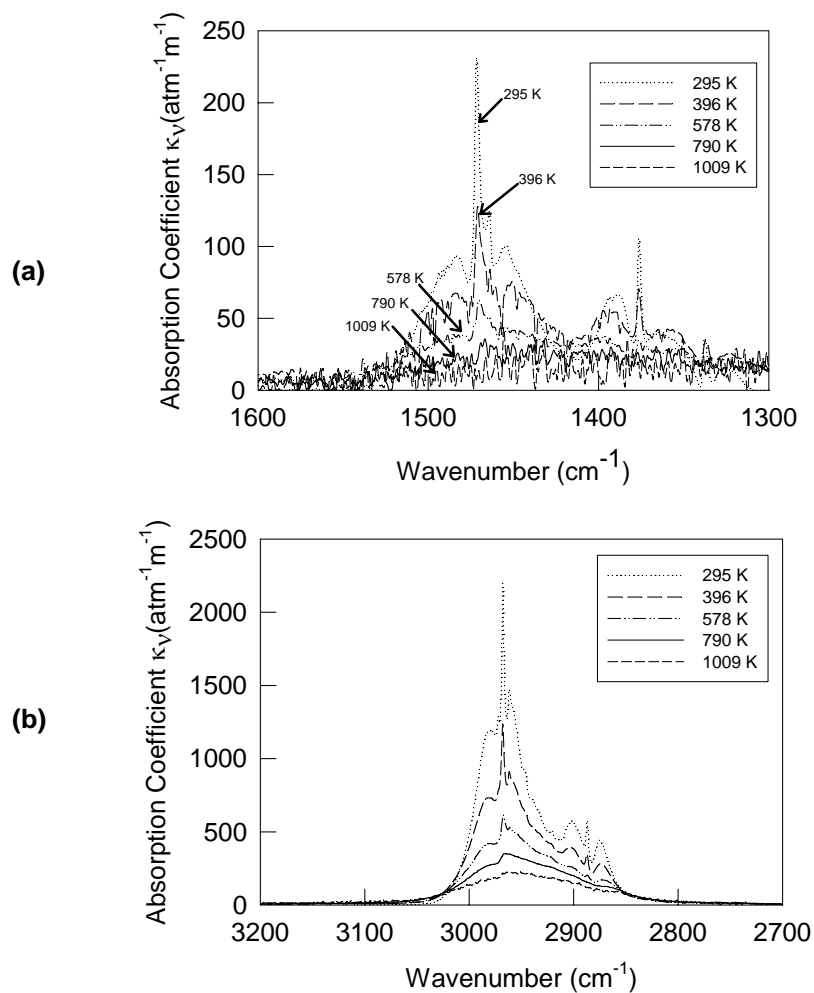 (a)
Absorption Coefficient κν(atm-1m-1)
250
200
150
100
50
0
295 K
396 K
578 K
790 K
1009 K
295 K
396 K
578 K
790 K
1009 K
1600
1500
1400
1300
Wavenumber (cm-1)
(b)
Absorption Coefficient κν(atm-1m-1)
2500
2000
1500
1000
500
0
295 K
396 K
578 K
790 K
1009 K
3200
3100
3000
2900
2800
2700
Wavenumber (cm-1)